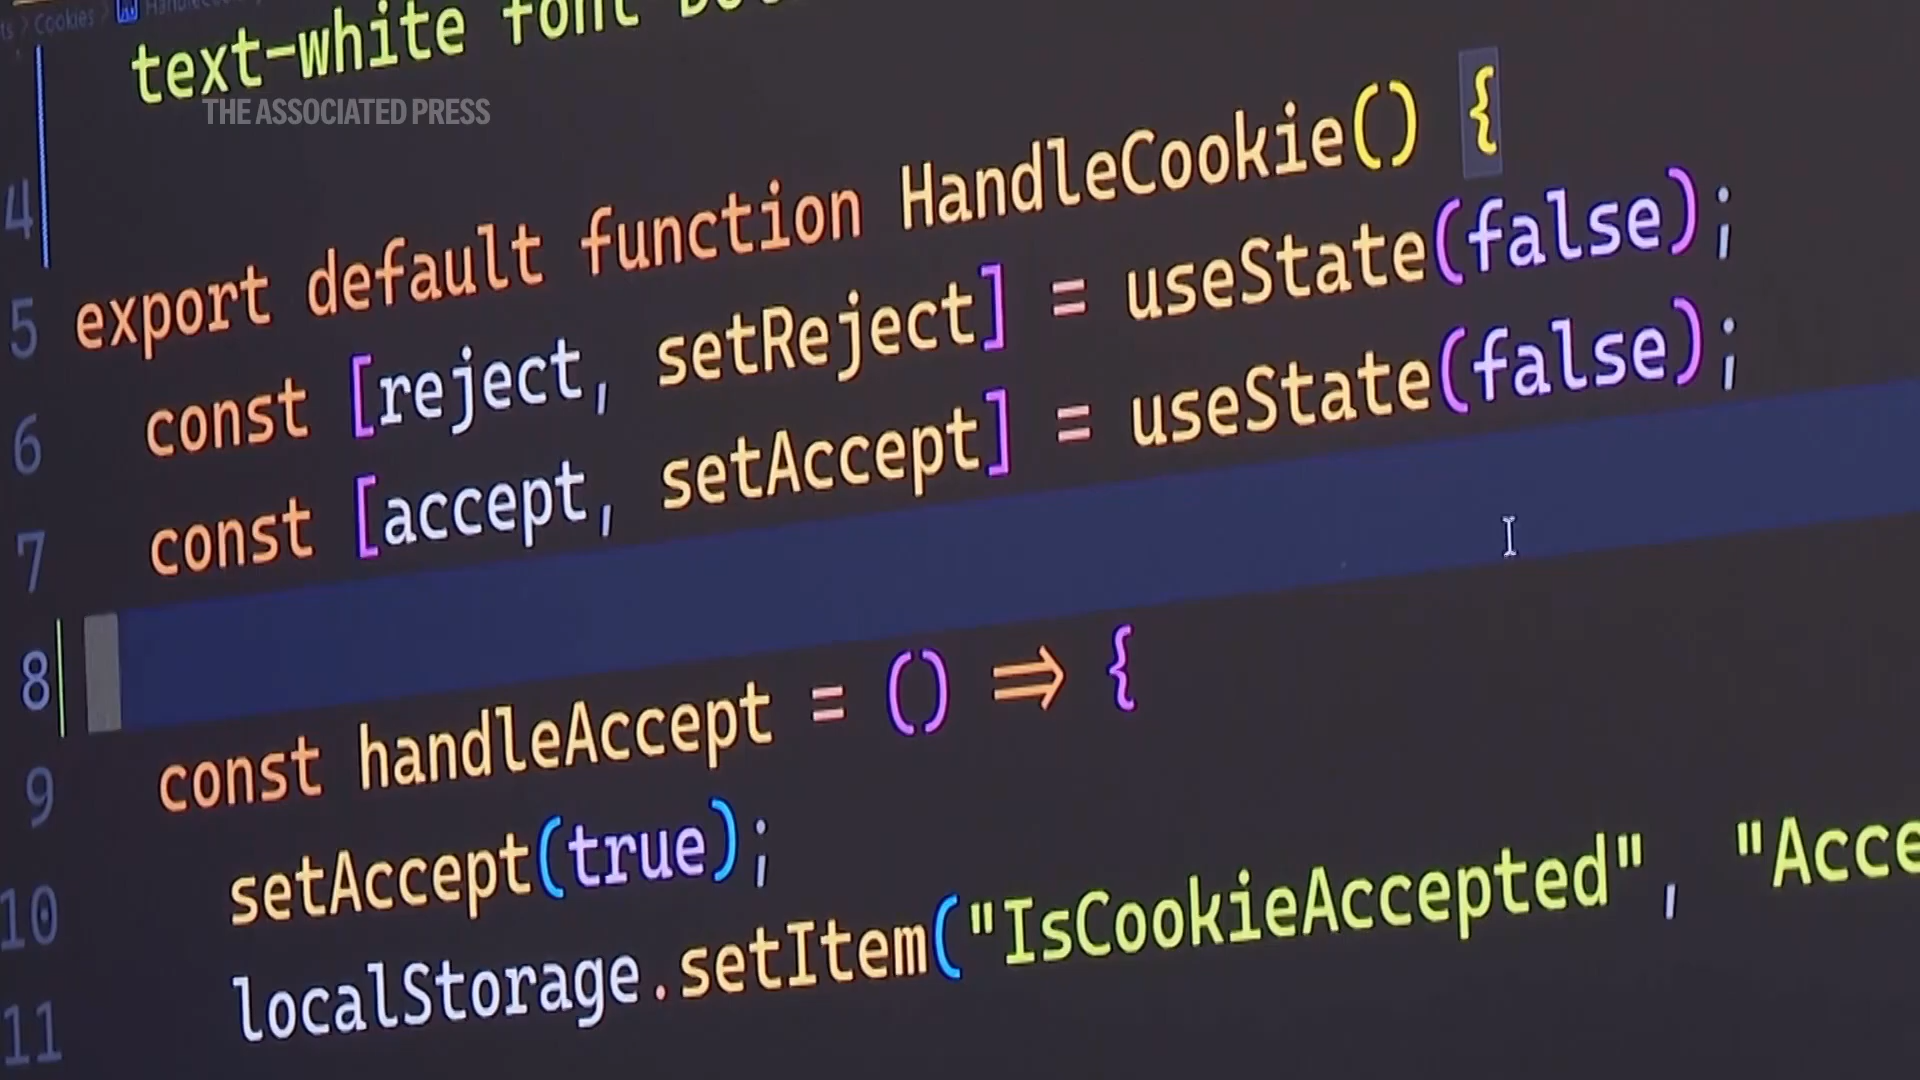 Cookies
text-white font
THE ASSOCIATED PRESS
4
5 export default function HandleCookie() {
6 const [reject, setReject] = useState(false);
7 const [accept, setAccept] = useState(false);
8
9 const handleAccept = () => {
10 setAccept(true);
11 localStorage.setItem("IsCookieAccepted", "Acce